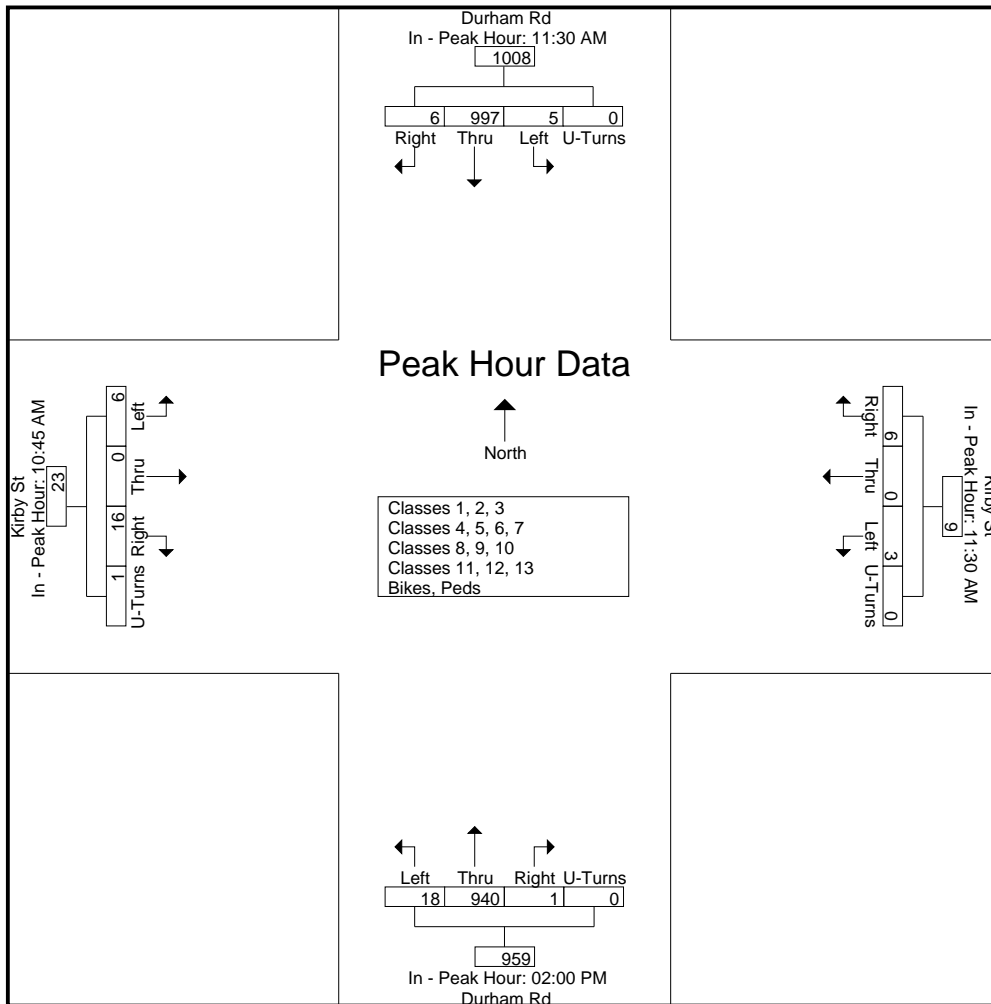 Durham Rd
In - Peak Hour: 11:30 AM
1008
6 997 5 0
Right Thru Left U-Turns
Peak Hour Data
North
Kirby St
In - Peak Hour: 10:45 AM
23
6 0 16 1
Left Thru Right U-Turns
Classes 1, 2, 3
Classes 4, 5, 6, 7
Classes 8, 9, 10
Classes 11, 12, 13
Bikes, Peds
Right Thru Left U-Turns
6 0 3 0
9
In - Peak Hour: 11:30 AM
Kirby St
Left Thru Right U-Turns
18 940 1 0
959
In - Peak Hour: 02:00 PM
Durham Rd